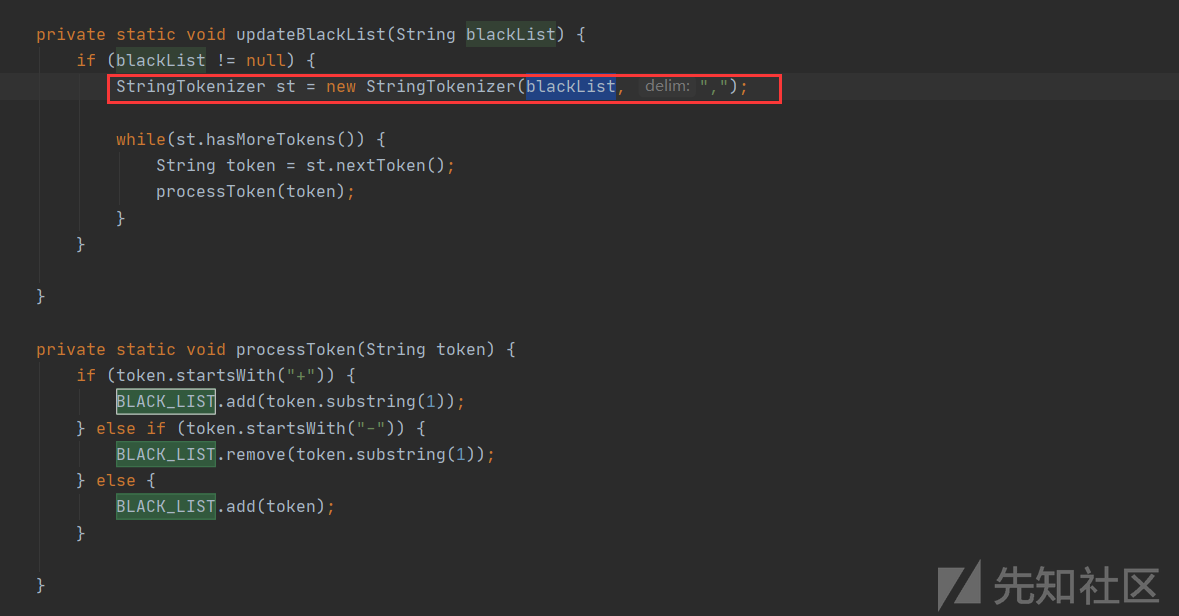 private static void updateBlackList(String blackList) {
    if (blackList != null) {
        StringTokenizer st = new StringTokenizer(blackList, delim: ",");
        while(st.hasMoreTokens()) {
            String token = st.nextToken();
            processToken(token);
        }
    }
}
private static void processToken(String token) {
    if (token.startsWith("+")) {
        BLACK_LIST.add(token.substring(1));
    } else if (token.startsWith("-")) {
        BLACK_LIST.remove(token.substring(1));
    } else {
        BLACK_LIST.add(token);
    }
}
先知社区